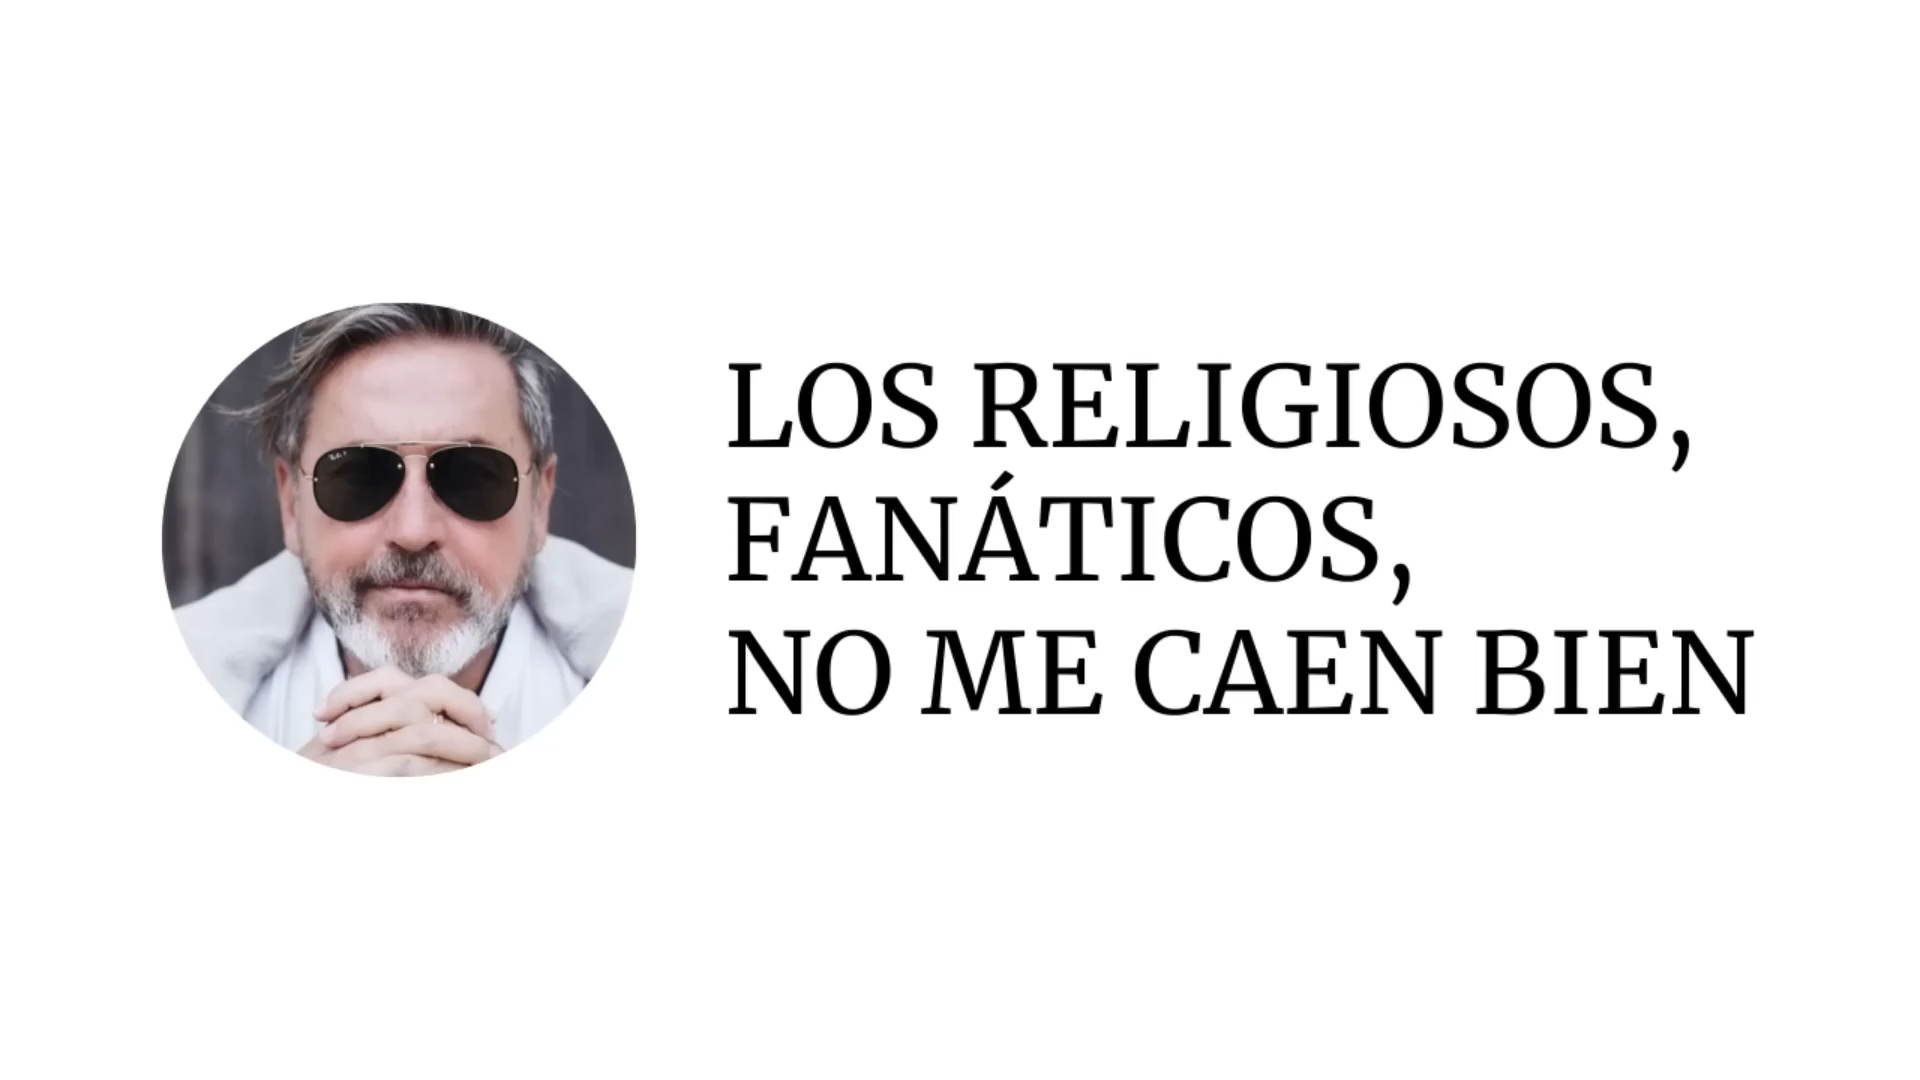 LOS RELIGIOSOS,
FANÁTICOS,
NO ME CAEN BIEN